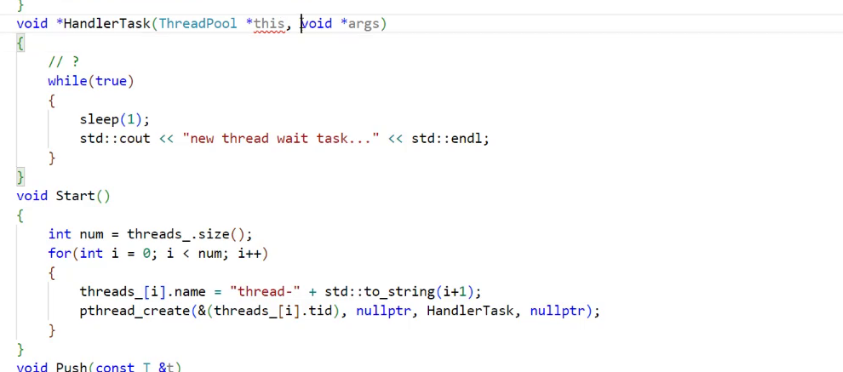 }
void *HandlerTask(ThreadPool *this, void *args)
{
    // ?
    while(true)
    {
        sleep(1);
        std::cout << "new thread wait task..." << std::endl;
    }
}
void Start()
{
    int num = threads_.size();
    for(int i = 0; i < num; i++)
    {
        threads_[i].name = "thread-" + std::to_string(i+1);
        pthread_create(&(threads_[i].tid), nullptr, HandlerTask, nullptr);
    }
}
void Push(const T &t)